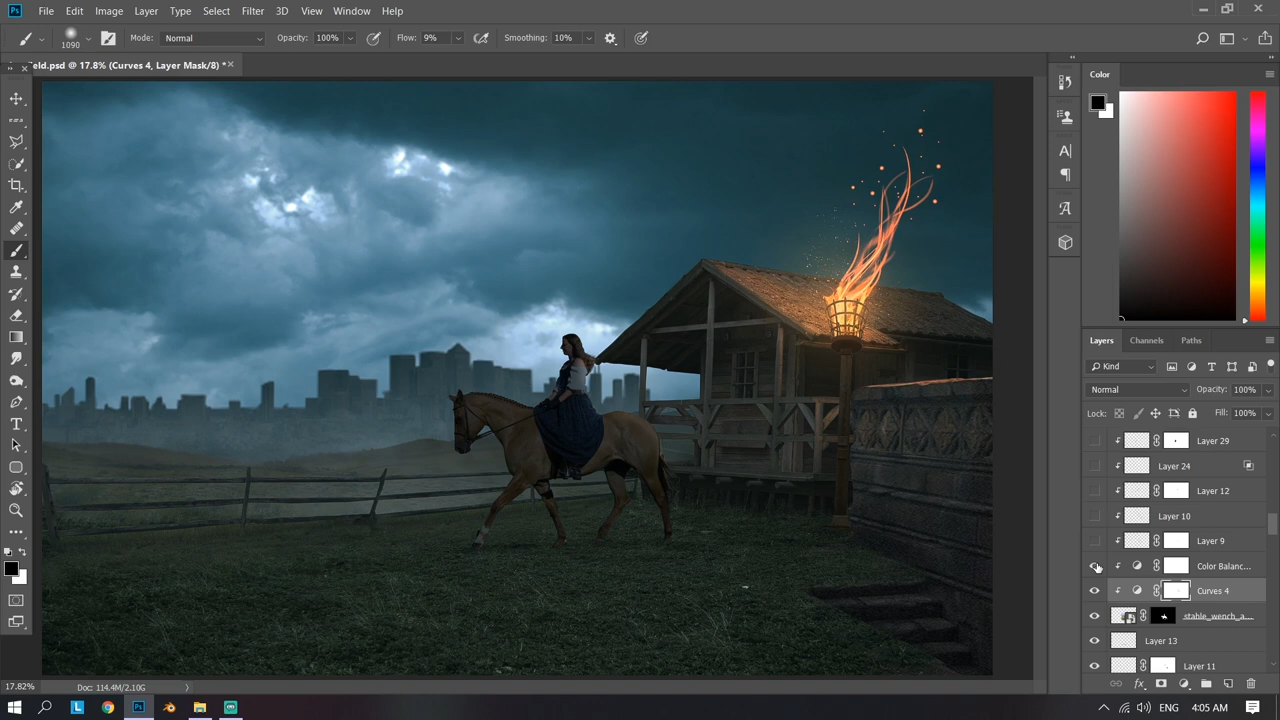 Ps File Edit Image Layer Type Select Filter 3D View Window Help
1090 Mode: Normal Opacity: 100% Flow: 9% Smoothing: 10%
eld.psd @ 17.8% (Curves 4, Layer Mask/8) *
Color
Layers Channels Paths
Kind
Normal Opacity: 100%
Lock: Fill: 100%
Layer 29
Layer 24
Layer 12
Layer 10
Layer 9
Color Balanc...
Curves 4
stable_wench_a...
Layer 13
Layer 11
17.82% Doc: 114.4M/2.10G
L Ps ENG 4:05 AM